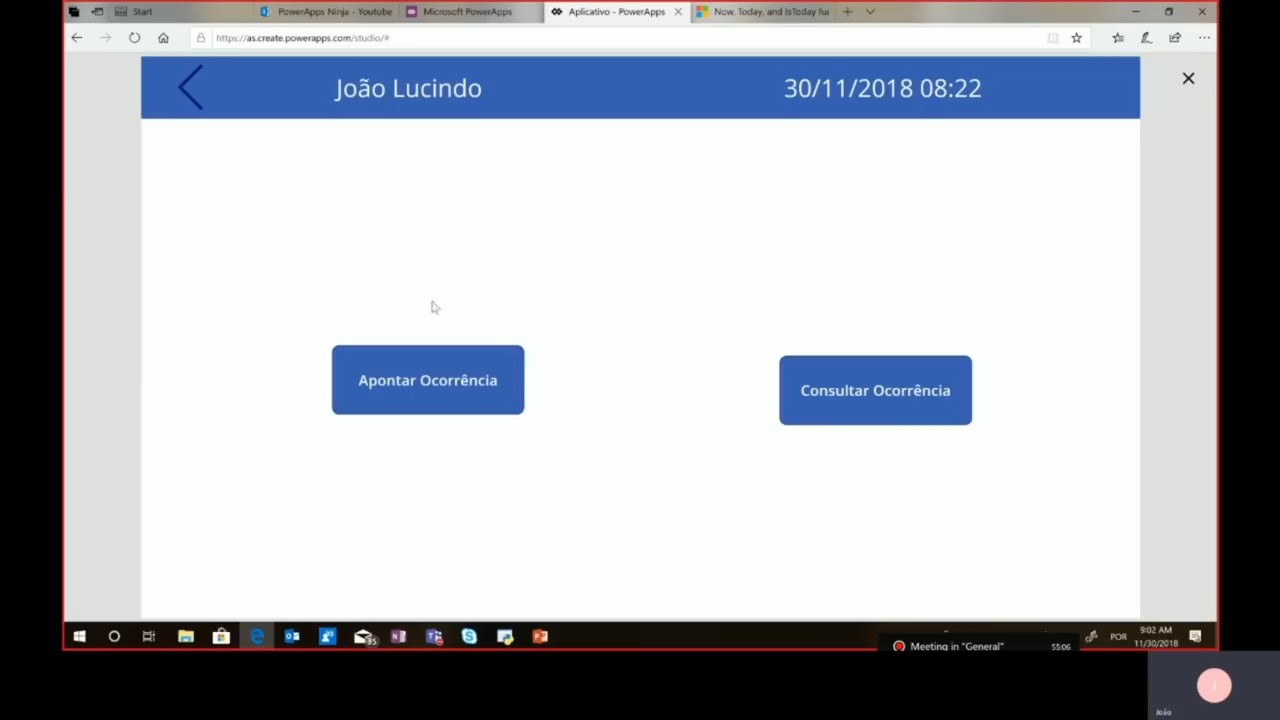 Start
PowerApps Ninja - Youtube
Microsoft PowerApps
Aplicativo - PowerApps
Now, Today, and IsToday fu
https://as.create.powerapps.com/studio/#
João Lucindo
30/11/2018 08:22
Apontar Ocorrência
Consultar Ocorrência
POR
9:02 AM
11/30/2018
Meeting in "General"
55:06
J
João